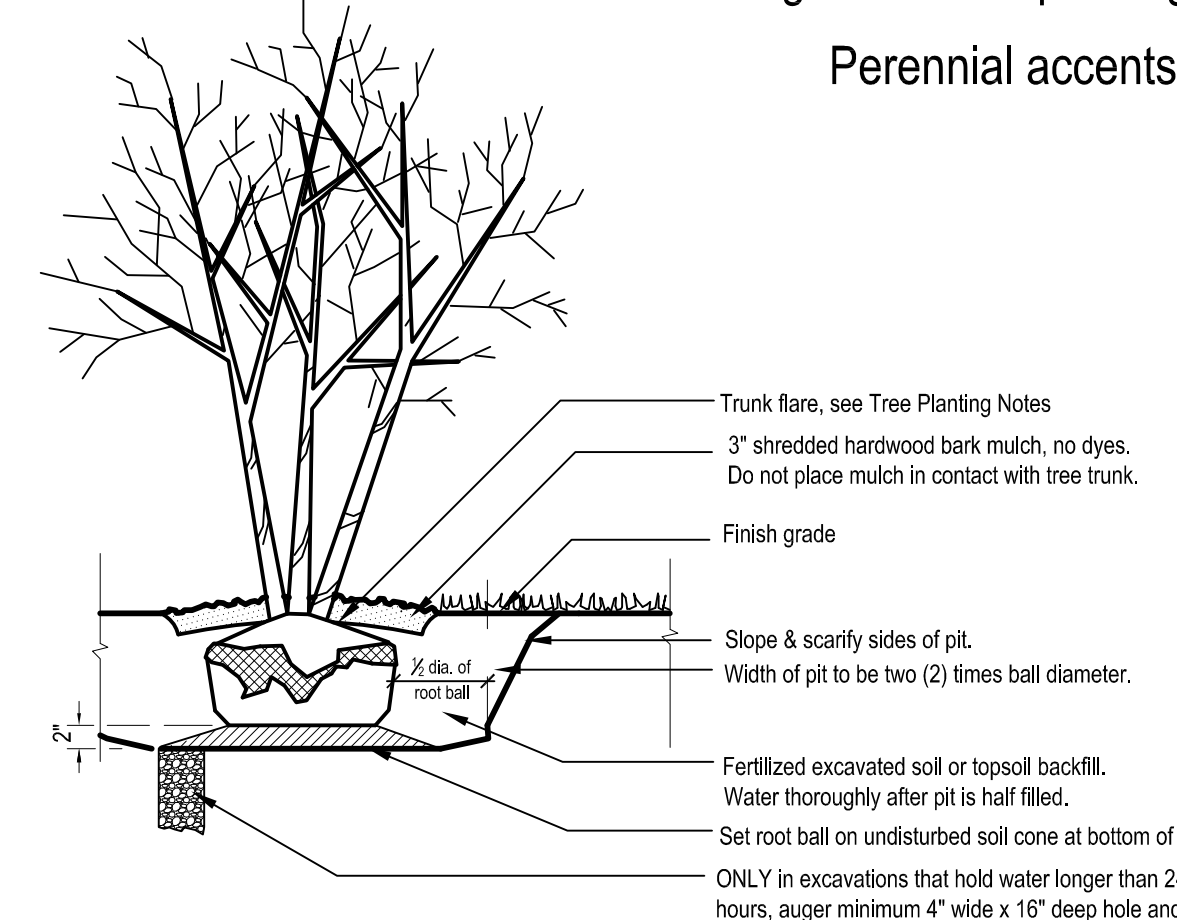 Perennial accents
Trunk flare, see Tree Planting Notes
3" shredded hardwood bark mulch, no dyes.
Do not place mulch in contact with tree trunk.
Finish grade
Slope & scarify sides of pit.
½ dia. of
root ball
Width of pit to be two (2) times ball diameter.
2"
Fertilized excavated soil or topsoil backfill.
Water thoroughly after pit is half filled.
Set root ball on undisturbed soil cone at bottom of
ONLY in excavations that hold water longer than 24
hours, auger minimum 4" wide x 16" deep hole and